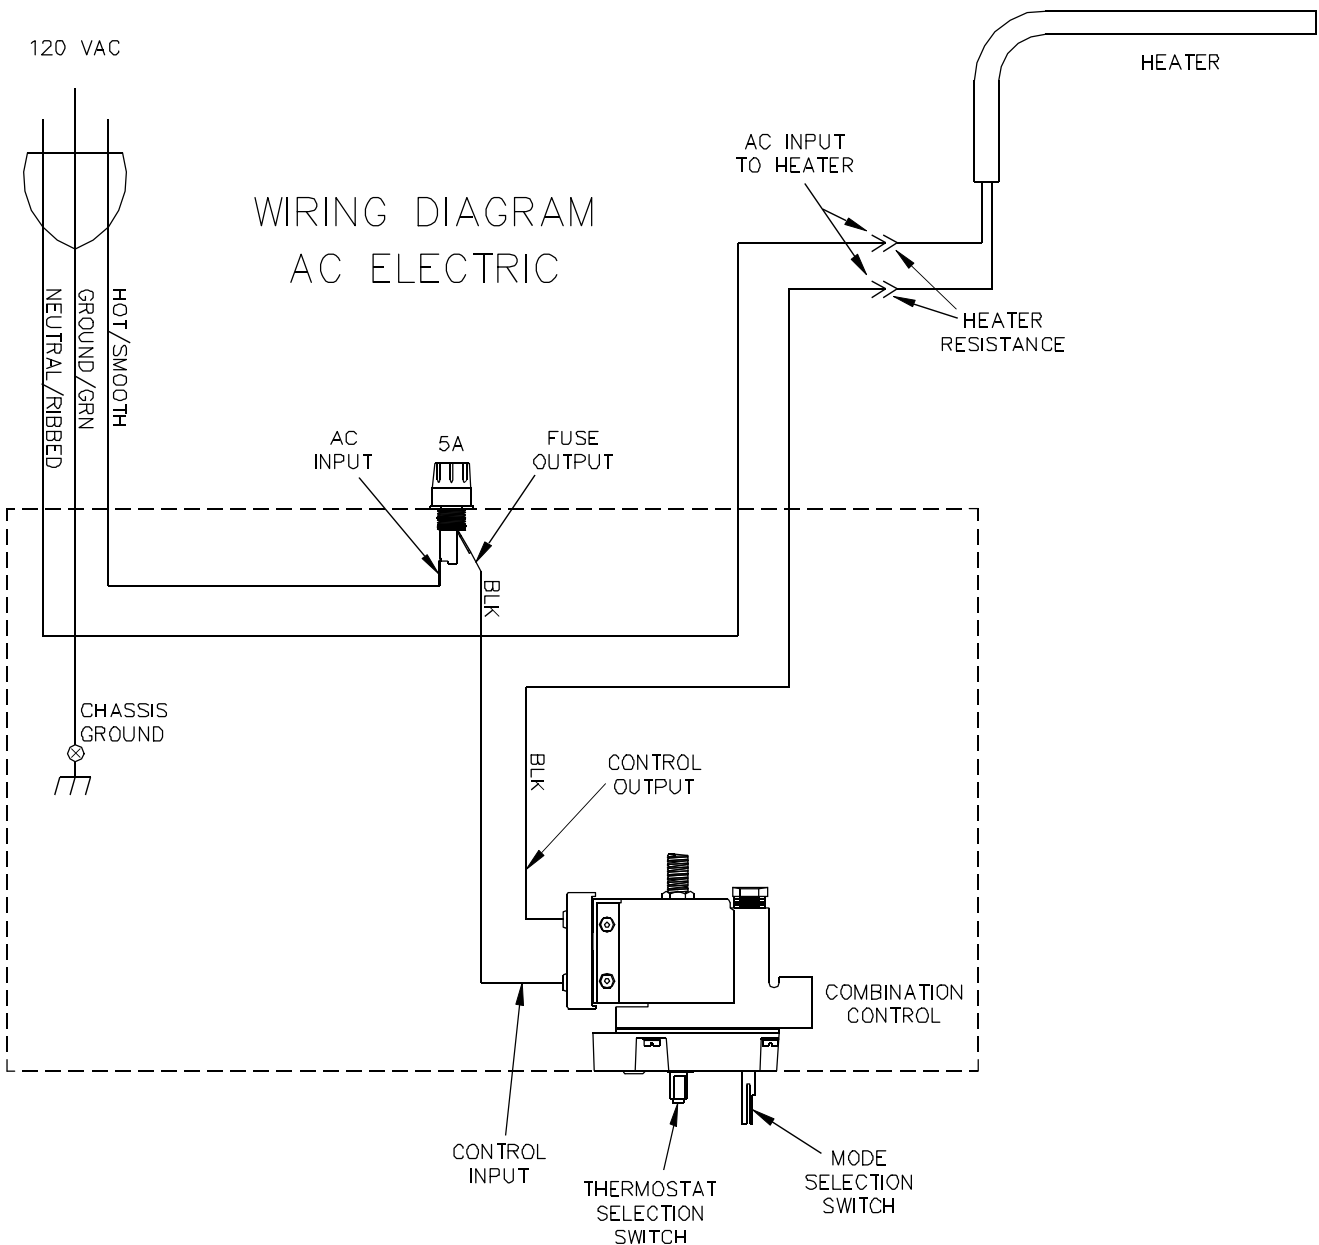 120 VAC
HEATER
AC INPUT
TO HEATER
WIRING DIAGRAM
AC ELECTRIC
HOT/SMOOTH
GROUND/GRN
NEUTRAL/RIBBED
HEATER
RESISTANCE
AC
INPUT
5A
FUSE
OUTPUT
BLK
CHASSIS
GROUND
BLK
CONTROL
OUTPUT
COMBINATION
CONTROL
CONTROL
INPUT
THERMOSTAT
SELECTION
SWITCH
MODE
SELECTION
SWITCH